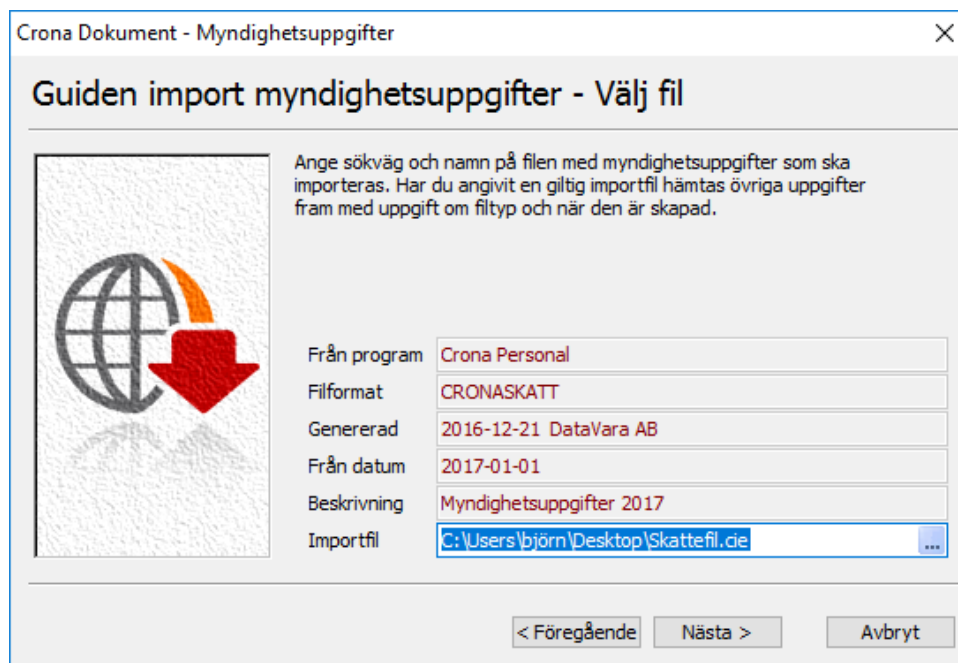 Crona Dokument - Myndighetsuppgifter
Guiden import myndighetsuppgifter - Välj fil
Ange sökväg och namn på filen med myndighetsuppgifter som ska
importeras. Har du angivit en giltig importfil hämtas övriga uppgifter
fram med uppgift om filtyp och när den är skapad.
Från program Crona Personal
Filformat CRONASKATT
Genererad 2016-12-21 DataVara AB
Från datum 2017-01-01
Beskrivning Myndighetsuppgifter 2017
Importfil C:\Users\björn\Desktop\Skattefil.cie ...
< Föregående Nästa > Avbryt